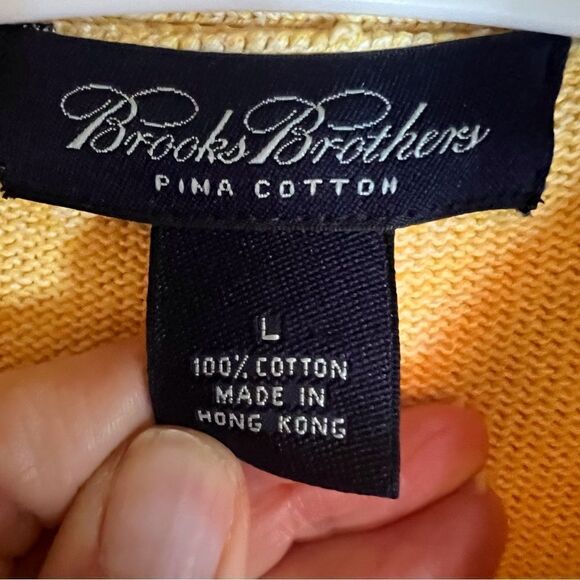 Brooks Brothers
PIMA COTTON
L
100% COTTON
MADE IN
HONG KONG